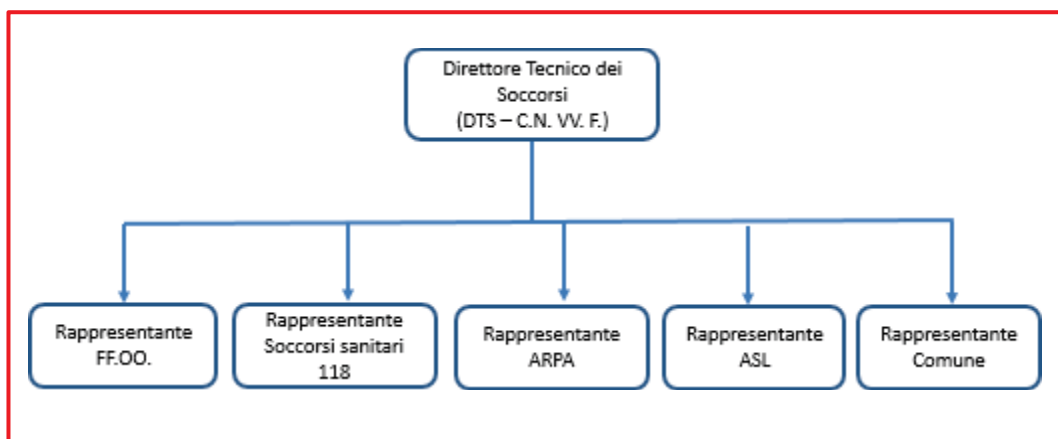 Direttore Tecnico dei
Soccorsi
(DTS – C.N. VV. F.)
Rappresentante
FF.OO.
Rappresentante
Soccorsi sanitari
118
Rappresentante
ARPA
Rappresentante
ASL
Rappresentante
Comune